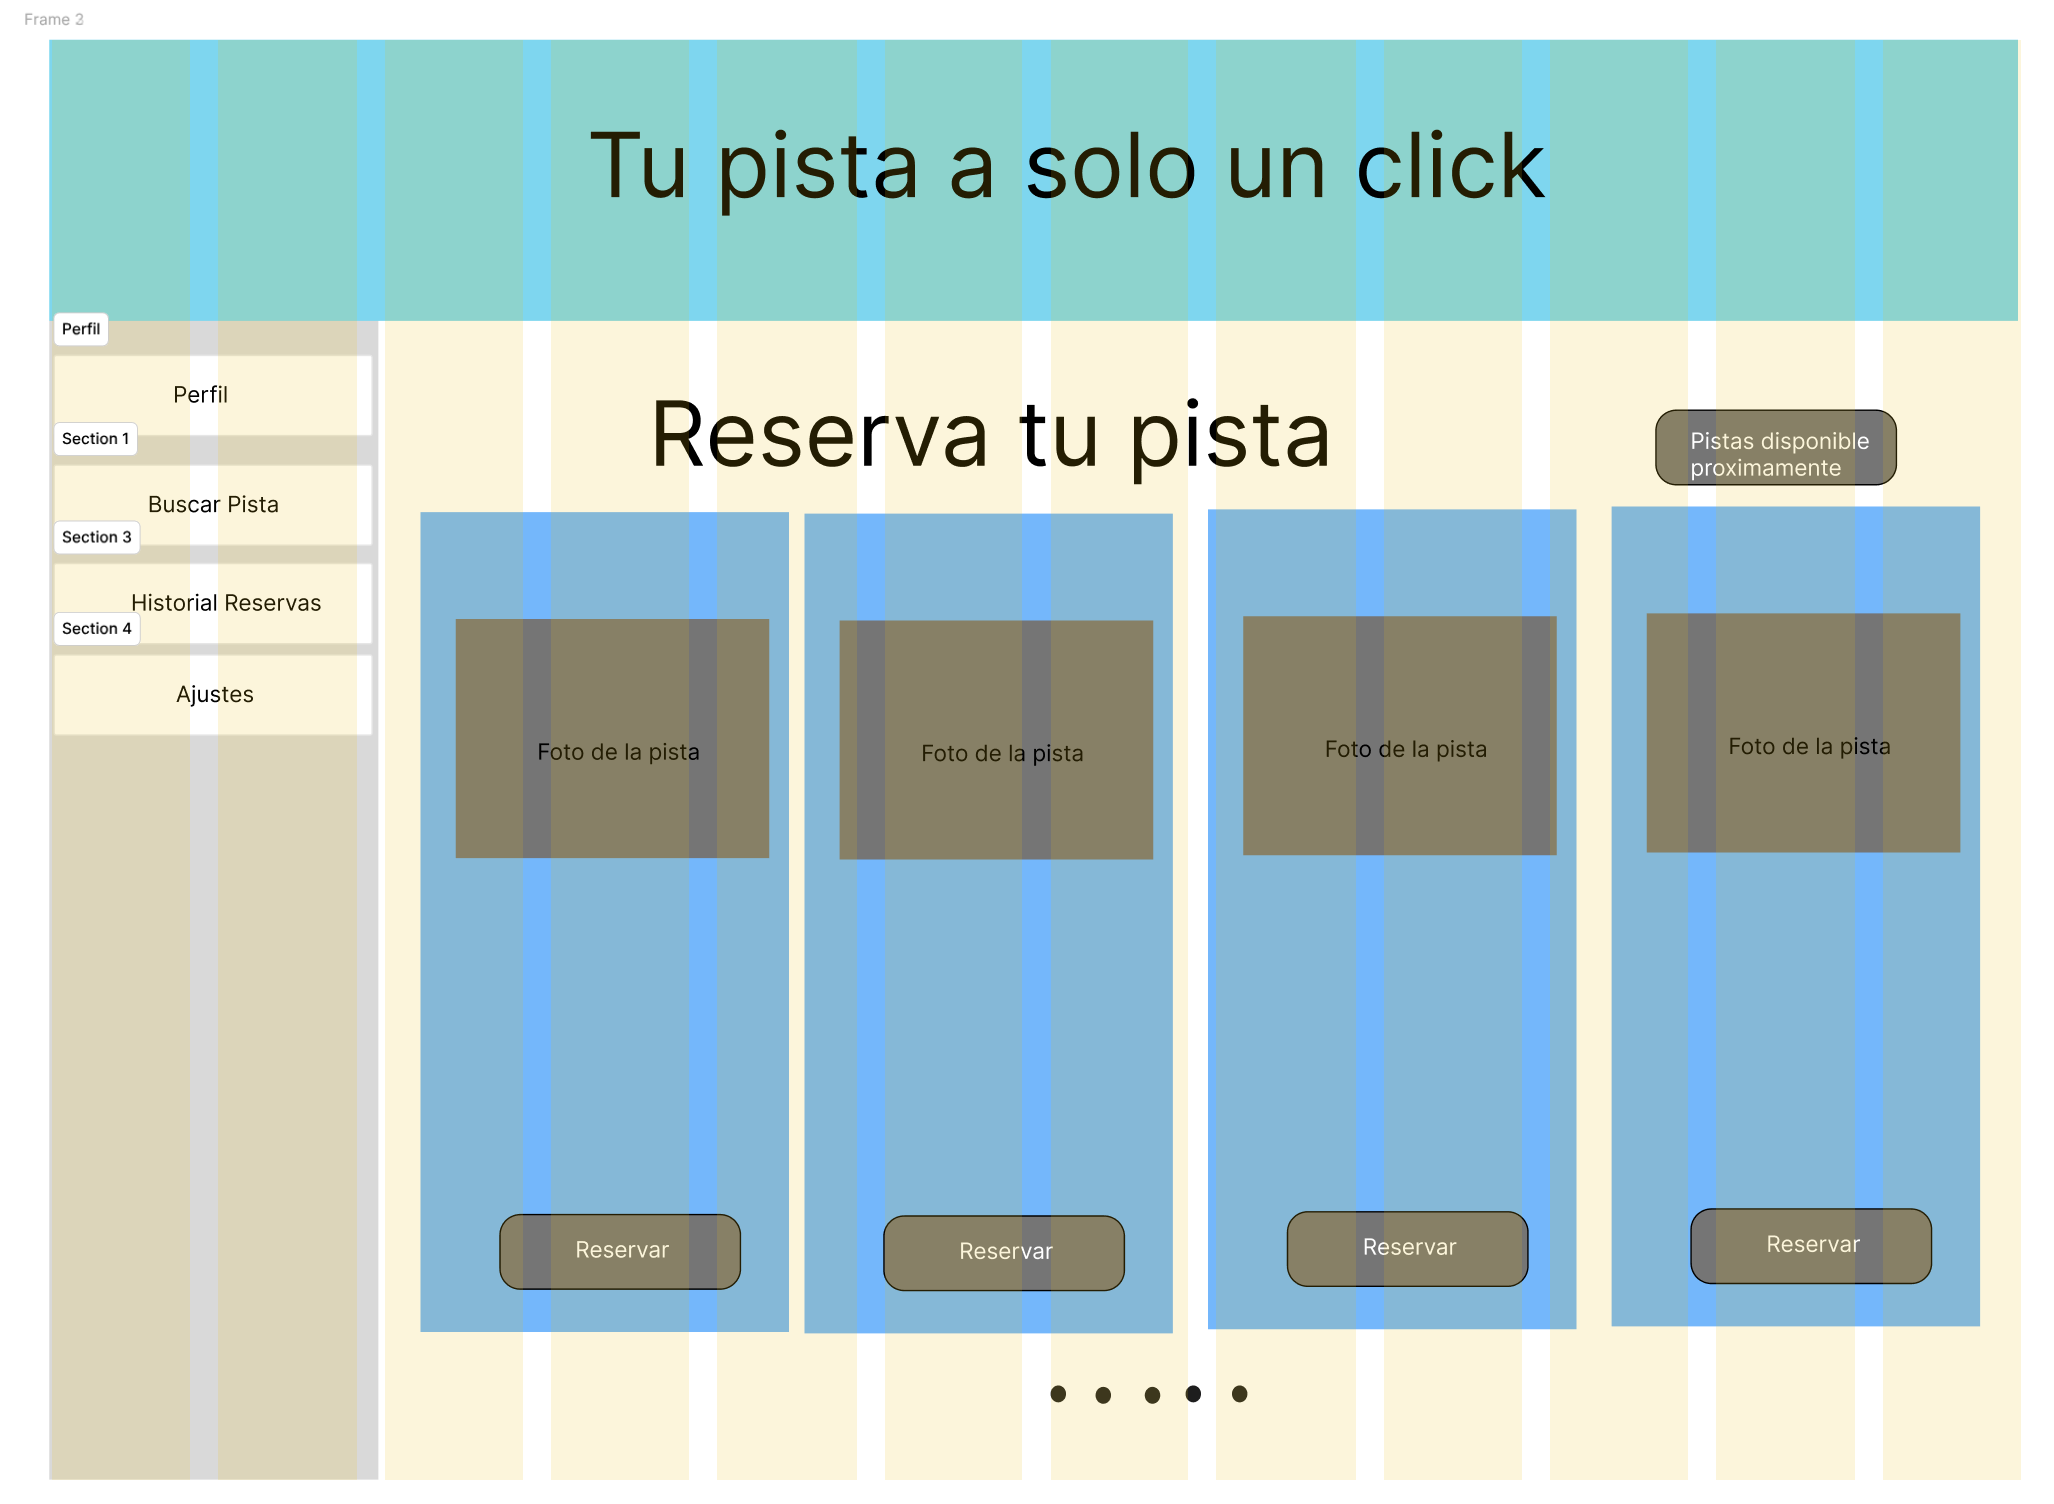 Frame 3
Tu pista a solo un click
Perfil
Perfil
Section 1
Buscar Pista
Section 3
Historial Reservas
Section 4
Ajustes
Reserva tu pista
Pistas disponible
proximamente
Foto de la pista
Foto de la pista
Foto de la pista
Foto de la pista
Reservar
Reservar
Reservar
Reservar